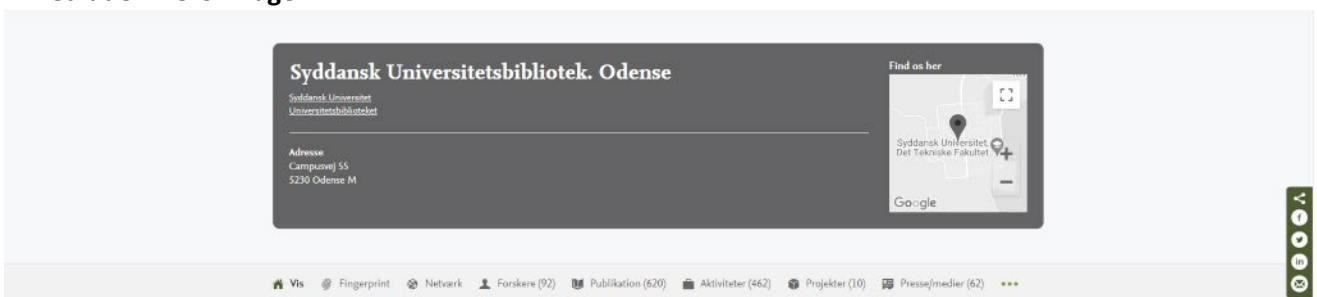 Syddansk Universitetsbibliotek. Odense
Syddansk Universitet
Universitetsbiblioteket
Adresse
Campusvej 55
5230 Odense M
Find os her
Syddansk Universitet,
Det Tekniske Fakultet
Google
Vis Fingerprint Netværk Forskere (92) Publikation (620) Aktiviteter (462) Projekter (10) Presse/medier (62)